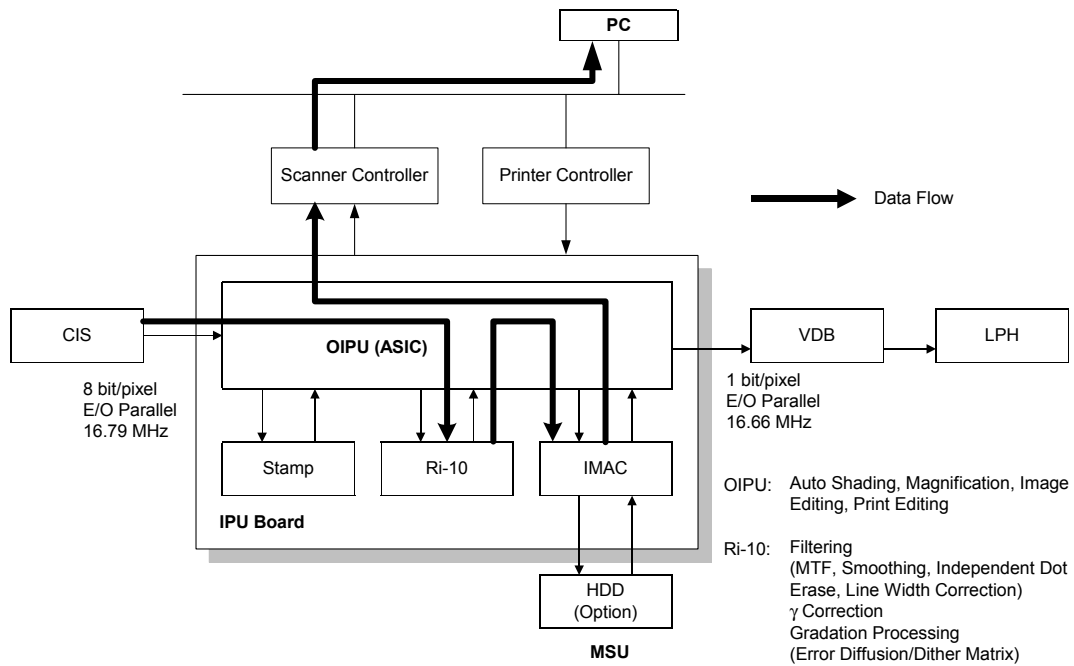 PC
Scanner Controller
Printer Controller
Data Flow
CIS
OIPU (ASIC)
VDB
LPH
8 bit/pixel
E/O Parallel
16.79 MHz
1 bit/pixel
E/O Parallel
16.66 MHz
Stamp
Ri-10
IMAC
IPU Board
HDD
(Option)
MSU
OIPU: Auto Shading, Magnification, Image
Editing, Print Editing
Ri-10: Filtering
(MTF, Smoothing, Independent Dot
Erase, Line Width Correction)
γ Correction
Gradation Processing
(Error Diffusion/Dither Matrix)